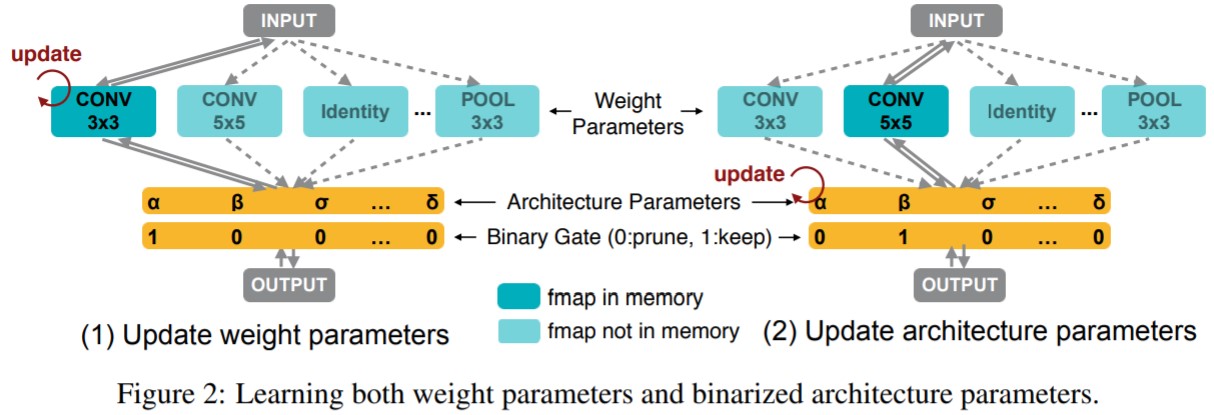 INPUT
update
CONV
3x3
CONV
5x5
Identity
...
POOL
3x3
α β σ ... δ
1 0 0 ... 0
OUTPUT
(1) Update weight parameters
Weight
Parameters
Architecture Parameters
Binary Gate (0:prune, 1:keep)
fmap in memory
fmap not in memory
INPUT
CONV
3x3
CONV
5x5
Identity
...
POOL
3x3
update
α β σ ... δ
0 1 0 ... 0
OUTPUT
(2) Update architecture parameters
Figure 2: Learning both weight parameters and binarized architecture parameters.